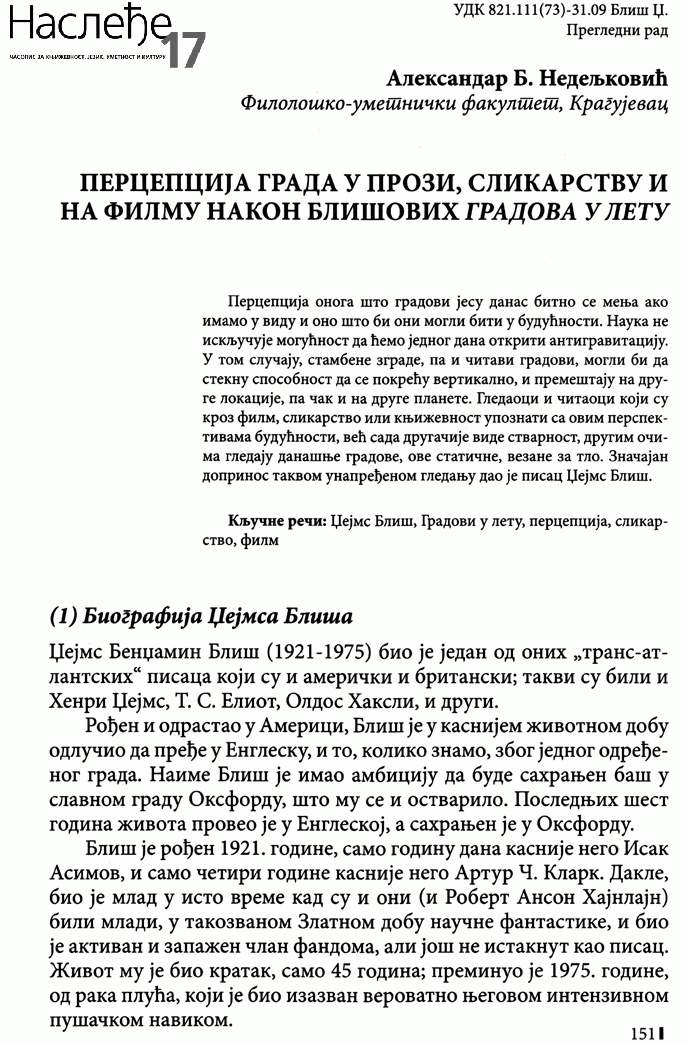 Наслеђе 17
ЧАСОПИС ЗА КЊИЖЕВНОСТ, ЈЕЗИК, УМЕТНОСТ И КУЛТУРУ
УДК 821.111(73)-31.09 Блиш Џ.
Прегледни рад
Александар Б. Недељковић
Филолошко-уметнички факултет, Крагујевац
ПЕРЦЕПЦИЈА ГРАДА У ПРОЗИ, СЛИКАРСТВУ И
НА ФИЛМУ НАКОН БЛИШОВИХ ГРАДОВА У ЛЕТУ
Перцепција онога што градови јесу данас битно се мења ако
имамо у виду и оно што би они могли бити у будућности. Наука не
искључује могућност да ћемо једног дана открити антигравитацију.
У том случају, стамбене зграде, па и читави градови, могли би да
стекну способност да се покрећу вертикално, и премештају на дру-
ге локације, па чак и на друге планете. Гледаоци и читаоци који су
кроз филм, сликарство или књижевност упознати са овим перспек-
тивама будућности, већ сада другачије виде стварност, другим очи-
ма гледају данашње градове, ове статичне, везане за тло. Значајан
допринос таквом унапређеном гледању дао је писац Џејмс Блиш.
Кључне речи: Џејмс Блиш, Градови у лету, перцепција, сликар-
ство, филм
(1) Биографија Џејмса Блиша
Џејмс Бенџамин Блиш (1921-1975) био је један од оних „транс-ат-
лантских“ писаца који су и амерички и британски; такви су били и
Хенри Џејмс, Т. С. Елиот, Олдос Хаксли, и други.
Рођен и одрастао у Америци, Блиш је у каснијем животном добу
одлучио да пређе у Енглеску, и то, колико знамо, због једног одређе-
ног града. Наиме Блиш је имао амбицију да буде сахрањен баш у
славном граду Оксфорду, што му се и остварило. Последњих шест
година живота провео је у Енглеској, а сахрањен је у Оксфорду.
Блиш је рођен 1921. године, само годину дана касније него Исак
Асимов, и само четири године касније него Артур Ч. Кларк. Дакле,
био је млад у исто време кад су и они (и Роберт Ансон Хајнлајн)
били млади, у такозваном Златном добу научне фантастике, и био
је активан и запажен члан фандома, али још не истакнут као писац.
Живот му је био кратак, само 45 година; преминуо је 1975. године,
од рака плућа, који је био изазван вероватно његовом интензивном
пушачком навиком.
151